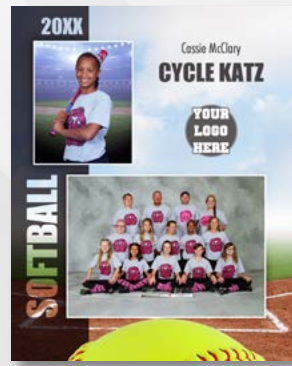 20XX
Cassie McClary
CYCLE KATZ
YOUR
LOGO
HERE
SOFTBALL